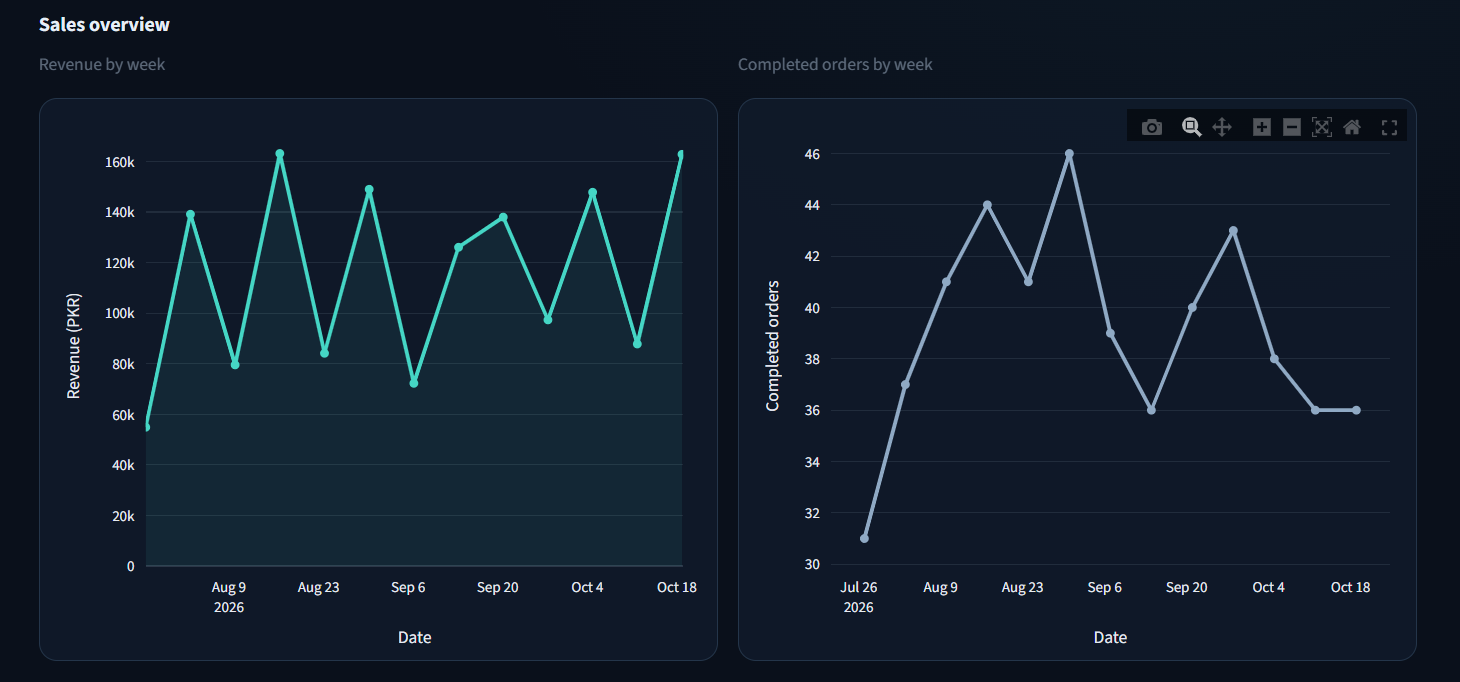 Sales overview
Revenue by week
Completed orders by week
160k
140k
120k
100k
80k
60k
40k
20k
0
Revenue (PKR)
Aug 9 Aug 23 Sep 6 Sep 20 Oct 4 Oct 18
2026
Date
46
44
42
40
38
36
34
32
30
Completed orders
Jul 26 Aug 9 Aug 23 Sep 6 Sep 20 Oct 4 Oct 18
2026
Date